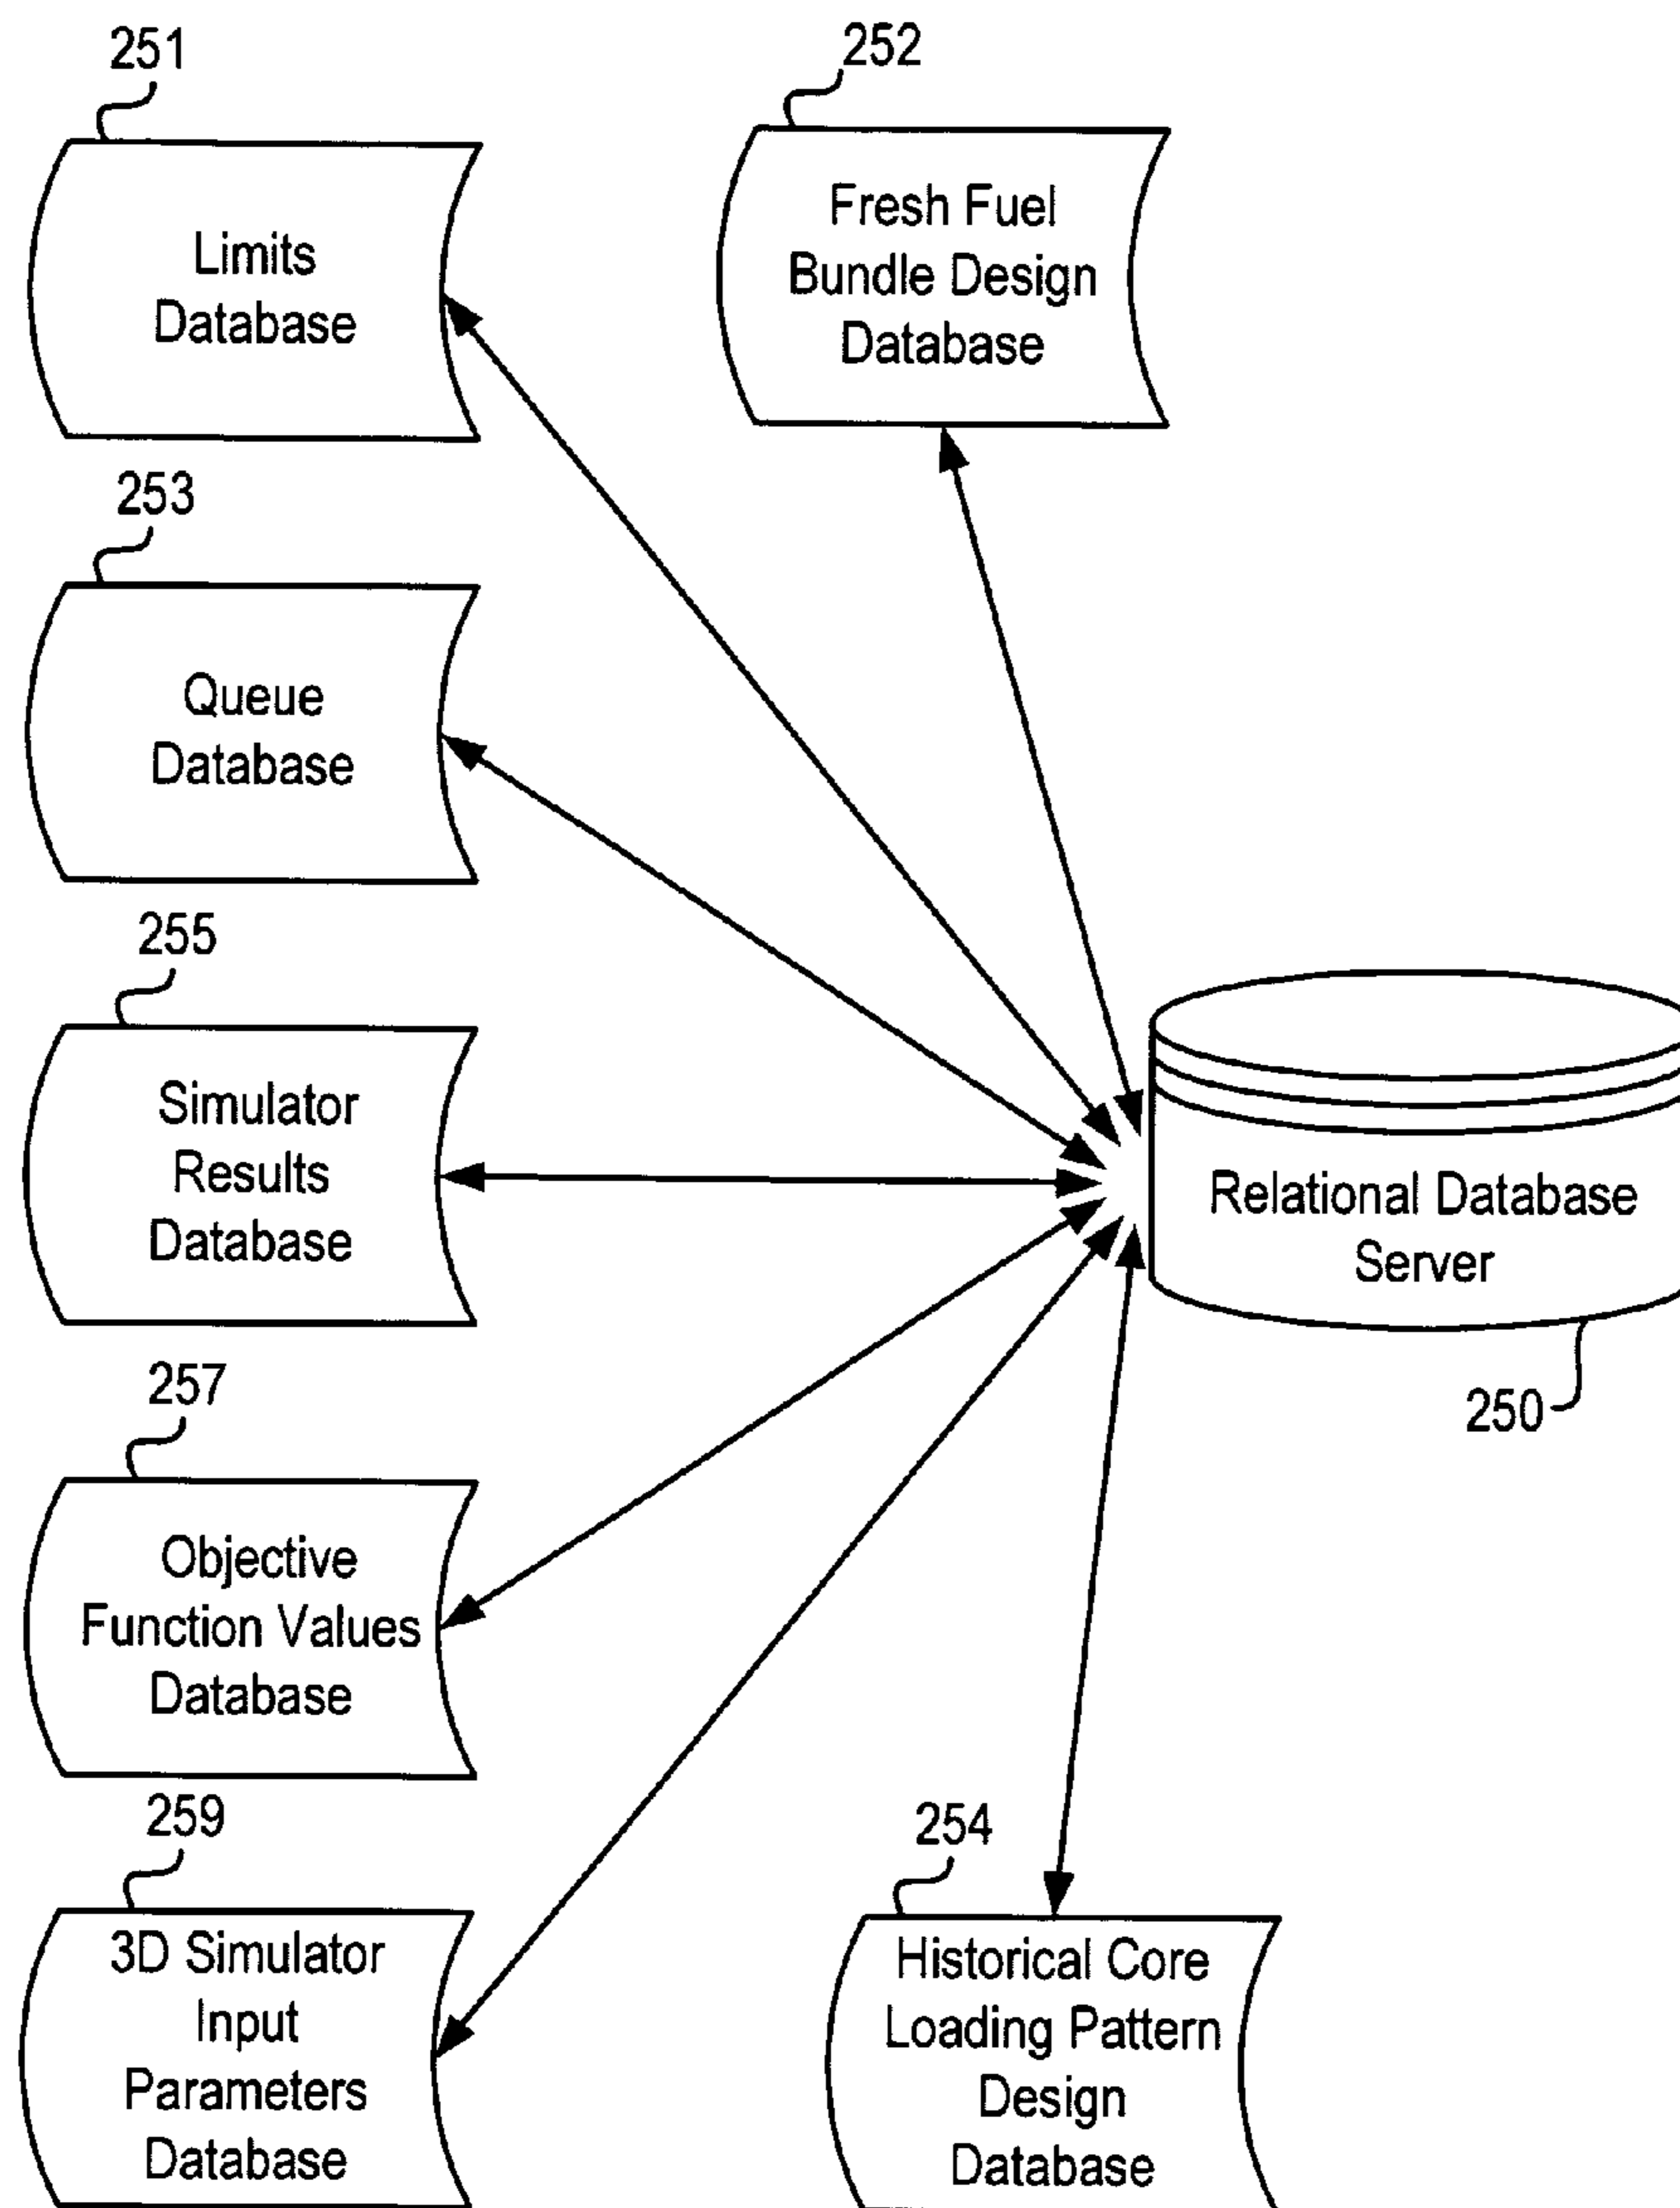 251
Limits
Database
252
Fresh Fuel
Bundle Design
Database
253
Queue
Database
255
Simulator
Results
Database
Relational Database
Server
250
257
Objective
Function Values
Database
259
3D Simulator
Input
Parameters
Database
254
Historical Core
Loading Pattern
Design
Database